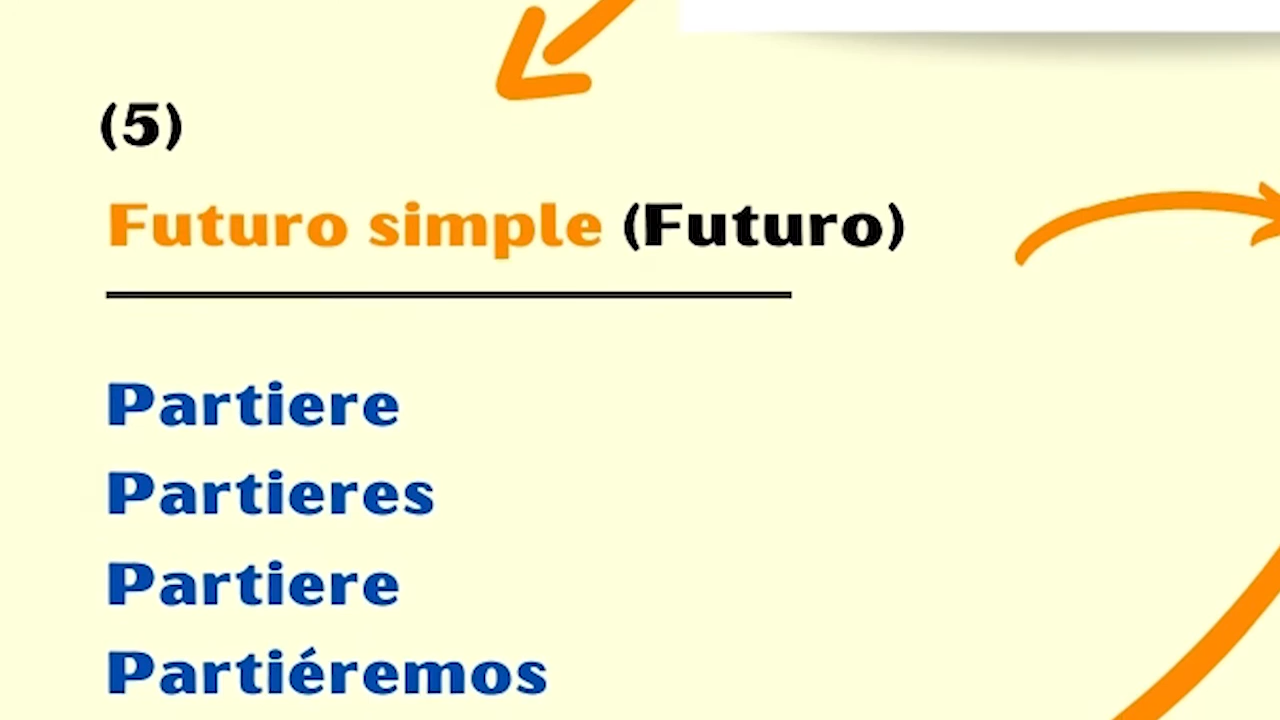 (5)
Futuro simple (Futuro)
Partiere
Partieres
Partiere
Partiéremos